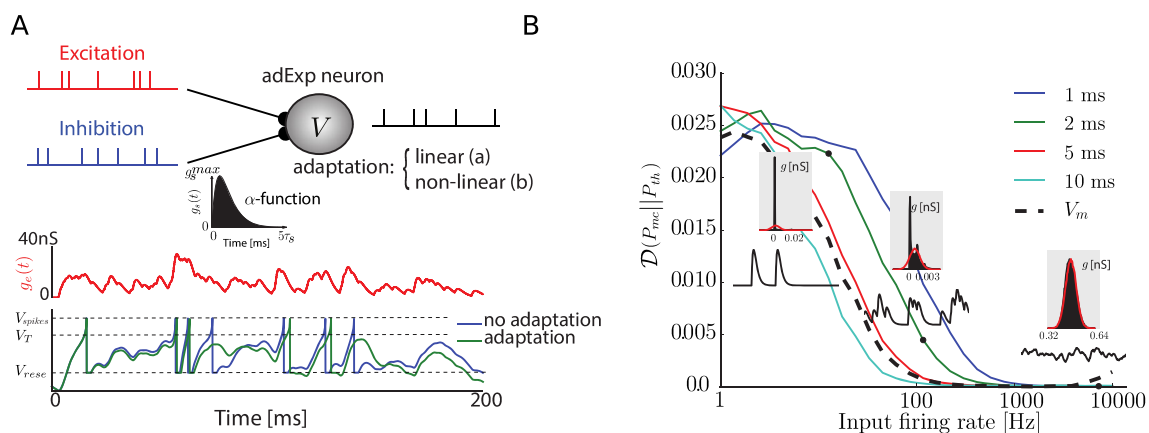 A
Excitation
Inhibition
adExp neuron
V
adaptation:
linear (a)
non-linear (b)
g_s^max
g_s(t)
0
α-function
Time [ms]
5τ_s
40nS
g_e(t)
0
V_spikes
V_T
V_rese
no adaptation
adaptation
0
200
Time [ms]
B
0.030
0.025
0.020
0.015
0.010
0.005
0.0
D(P_mc||P_th.)
1 ms
2 ms
5 ms
10 ms
V_m
g [nS]
0 0.02
g [nS]
0 0.003
g [nS]
0.32 0.64
1
100
10000
Input firing rate [Hz]